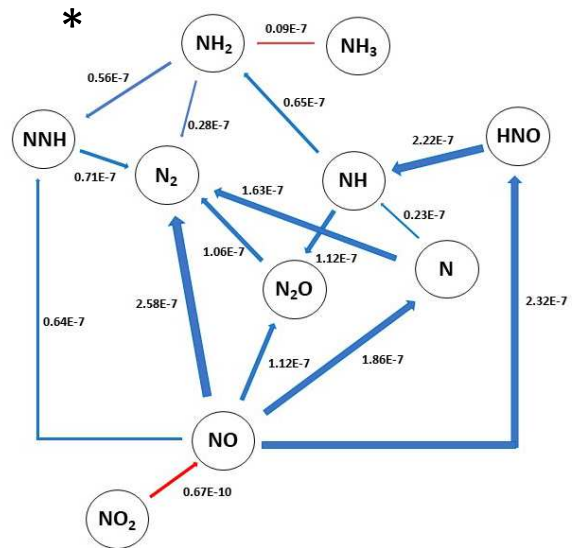 *
NH₂
NH₃
0.09E-7
0.56E-7
0.65E-7
0.28E-7
NNH
0.71E-7
N₂
1.63E-7
NH
2.22E-7
HNO
0.23E-7
1.06E-7
1.12E-7
N
N₂O
2.58E-7
0.64E-7
2.32E-7
1.12E-7
1.86E-7
NO
0.67E-10
NO₂